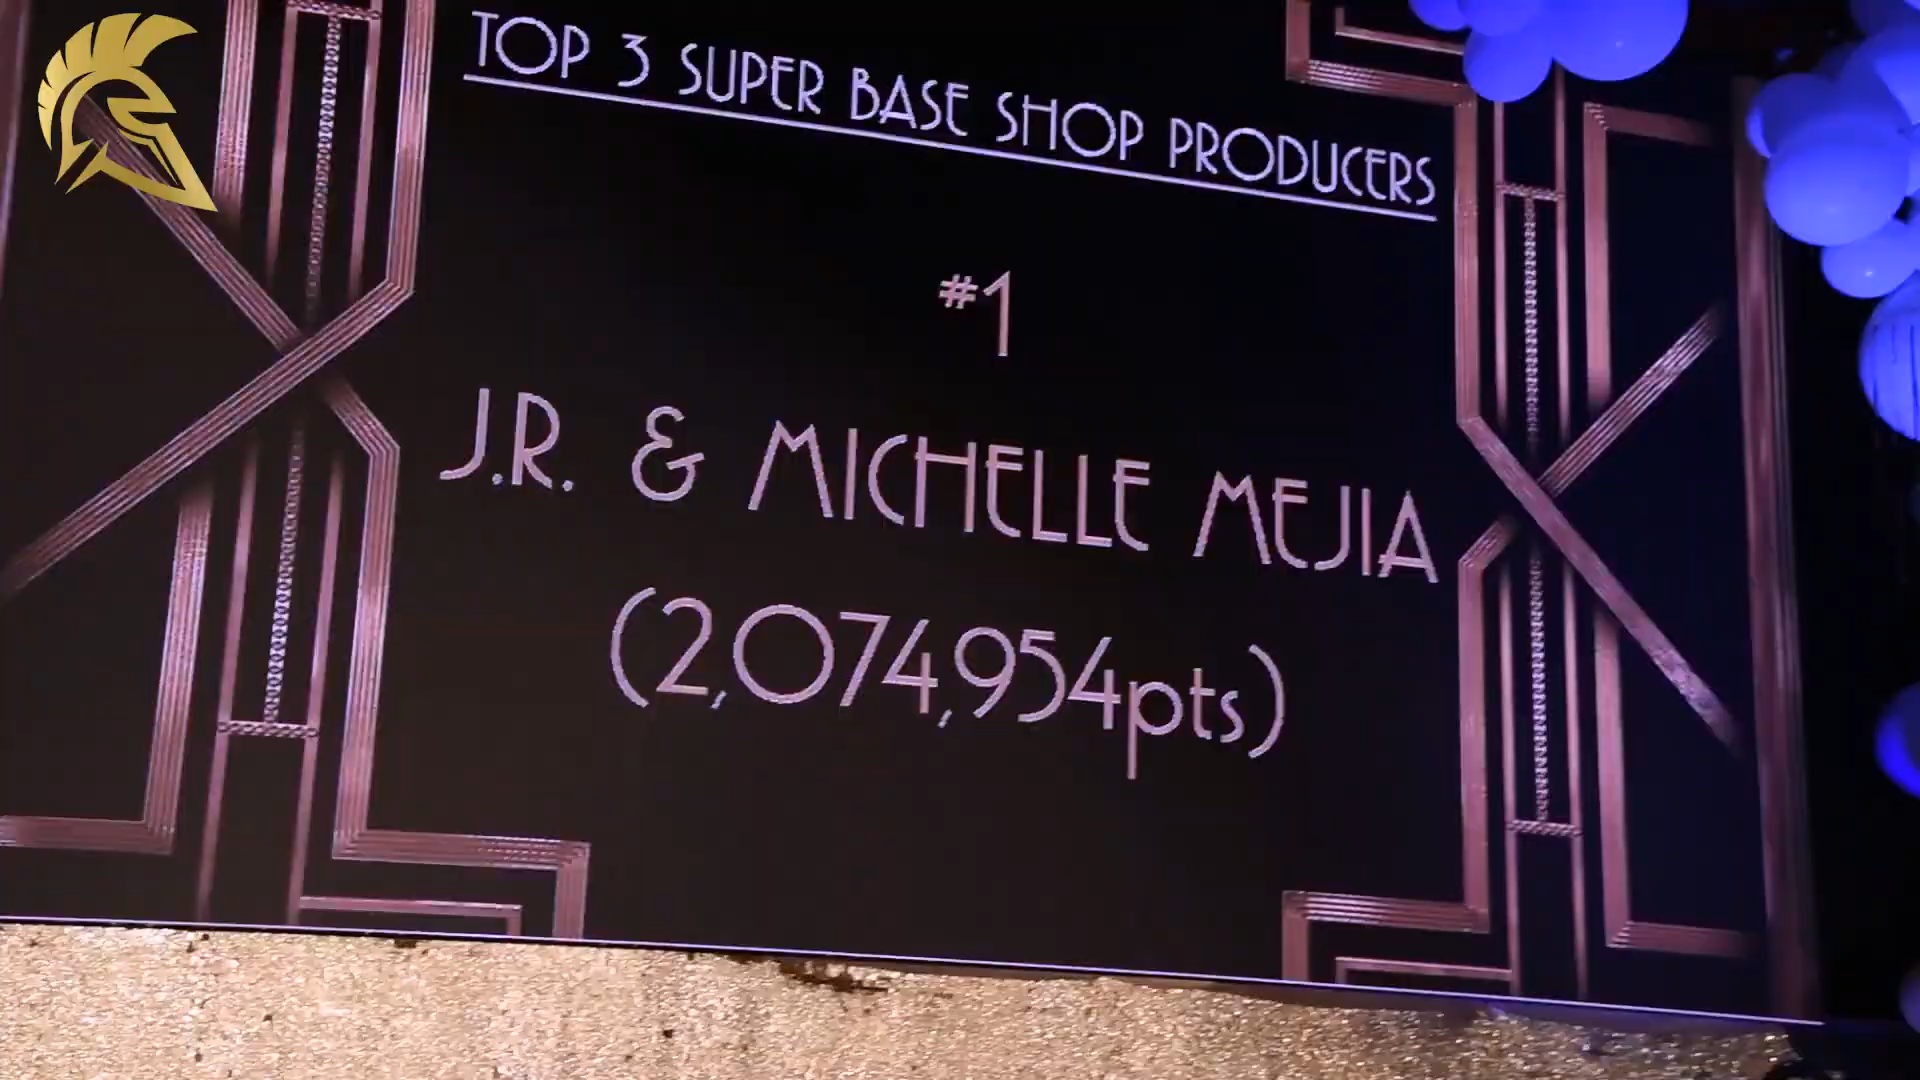 TOP 3 SUPER BASE SHOP PRODUCERS
#1
J.R. & MICHELLE MEJIA
(2,074,954pts)